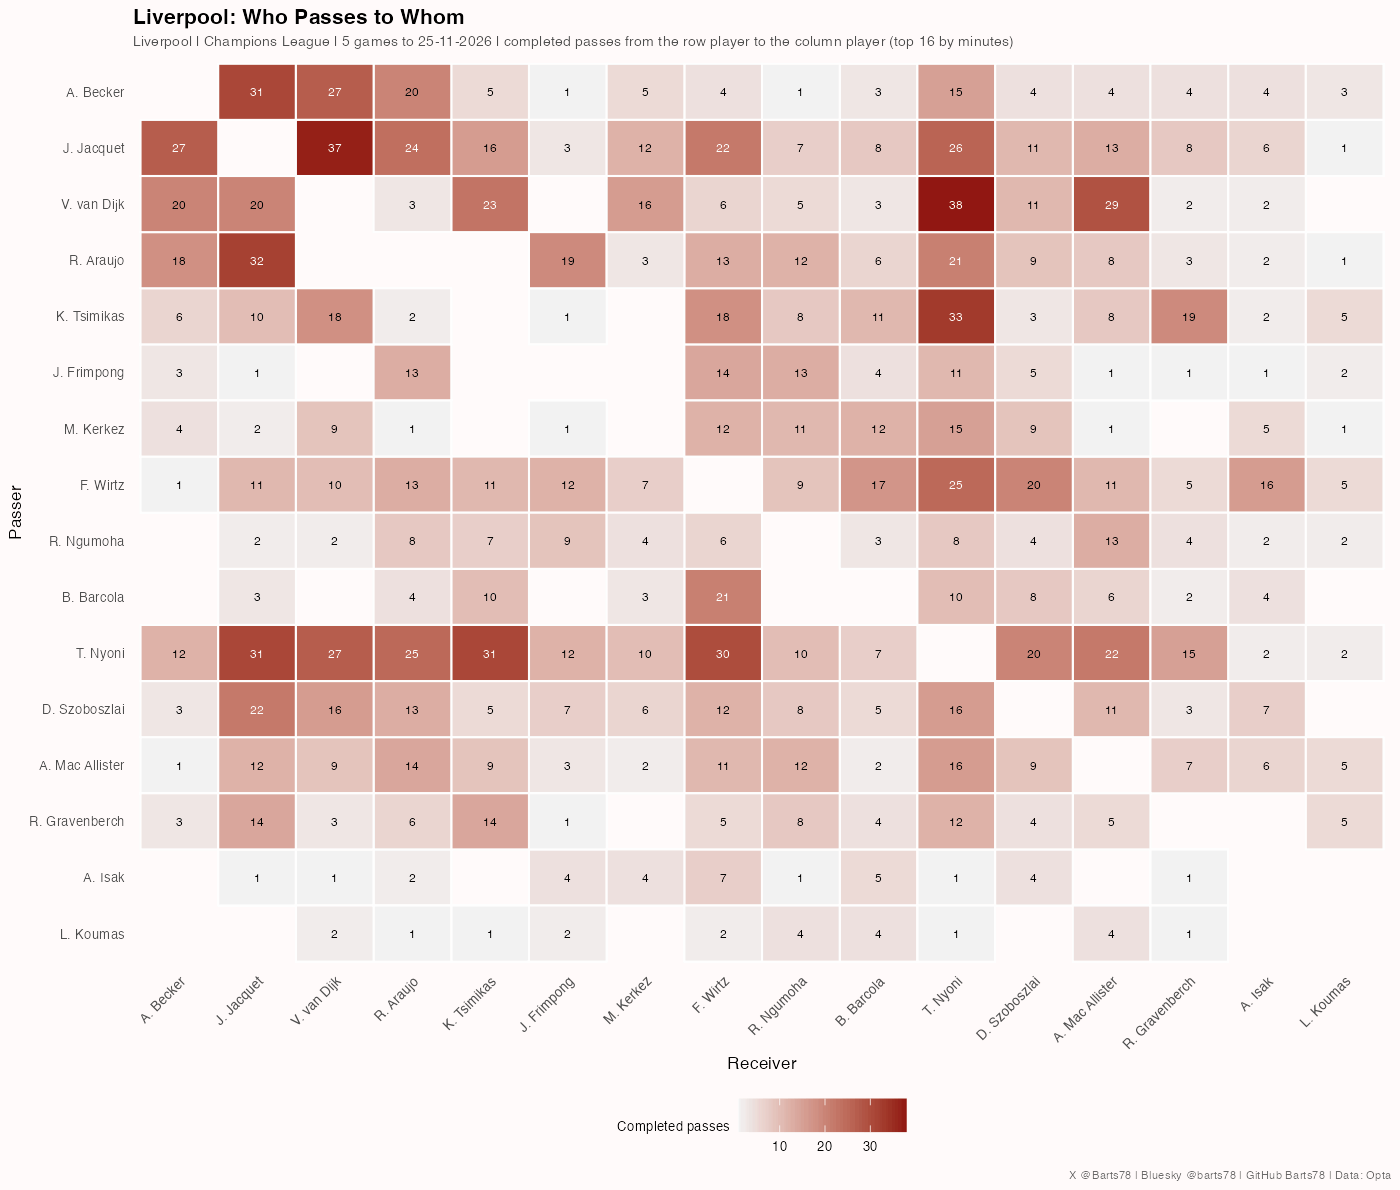 Liverpool: Who Passes to Whom
Liverpool | Champions League | 5 games to 25-11-2026 | completed passes from the row player to the column player (top 16 by minutes)
Passer
A. Becker 31 27 20 5 1 5 4 1 3 15 4 4 4 4 3
J. Jacquet 27 37 24 16 3 12 22 7 8 26 11 13 8 6 1
V. van Dijk 20 20 3 23 16 6 5 3 38 11 29 2 2
R. Araujo 18 32 19 3 13 12 6 21 9 8 3 2 1
K. Tsimikas 6 10 18 2 1 18 8 11 33 3 8 19 2 5
J. Frimpong 3 1 13 14 13 4 11 5 1 1 1 2
M. Kerkez 4 2 9 1 1 12 11 12 15 9 1 5 1
F. Wirtz 1 11 10 13 11 12 7 9 17 25 20 11 5 16 5
R. Ngumoha 2 2 8 7 9 4 6 3 8 4 13 4 2 2
B. Barcola 3 4 10 3 21 10 8 6 2 4
T. Nyoni 12 31 27 25 31 12 10 30 10 7 20 22 15 2 2
D. Szoboszlai 3 22 16 13 5 7 6 12 8 5 16 11 3 7
A. Mac Allister 1 12 9 14 9 3 2 11 12 2 16 9 7 6 5
R. Gravenberch 3 14 3 6 14 1 5 8 4 12 4 5 5
A. Isak 1 1 2 4 4 7 1 5 1 4 1
L. Koumas 2 1 1 2 2 4 4 1 4 1
A. Becker J. Jacquet V. van Dijk R. Araujo K. Tsimikas J. Frimpong M. Kerkez F. Wirtz R. Ngumoha B. Barcola T. Nyoni D. Szoboszlai A. Mac Allister R. Gravenberch A. Isak L. Koumas
Receiver
Completed passes
10 20 30
X @Barts78 | Bluesky @barts78 | GitHub Barts78 | Data: Opta